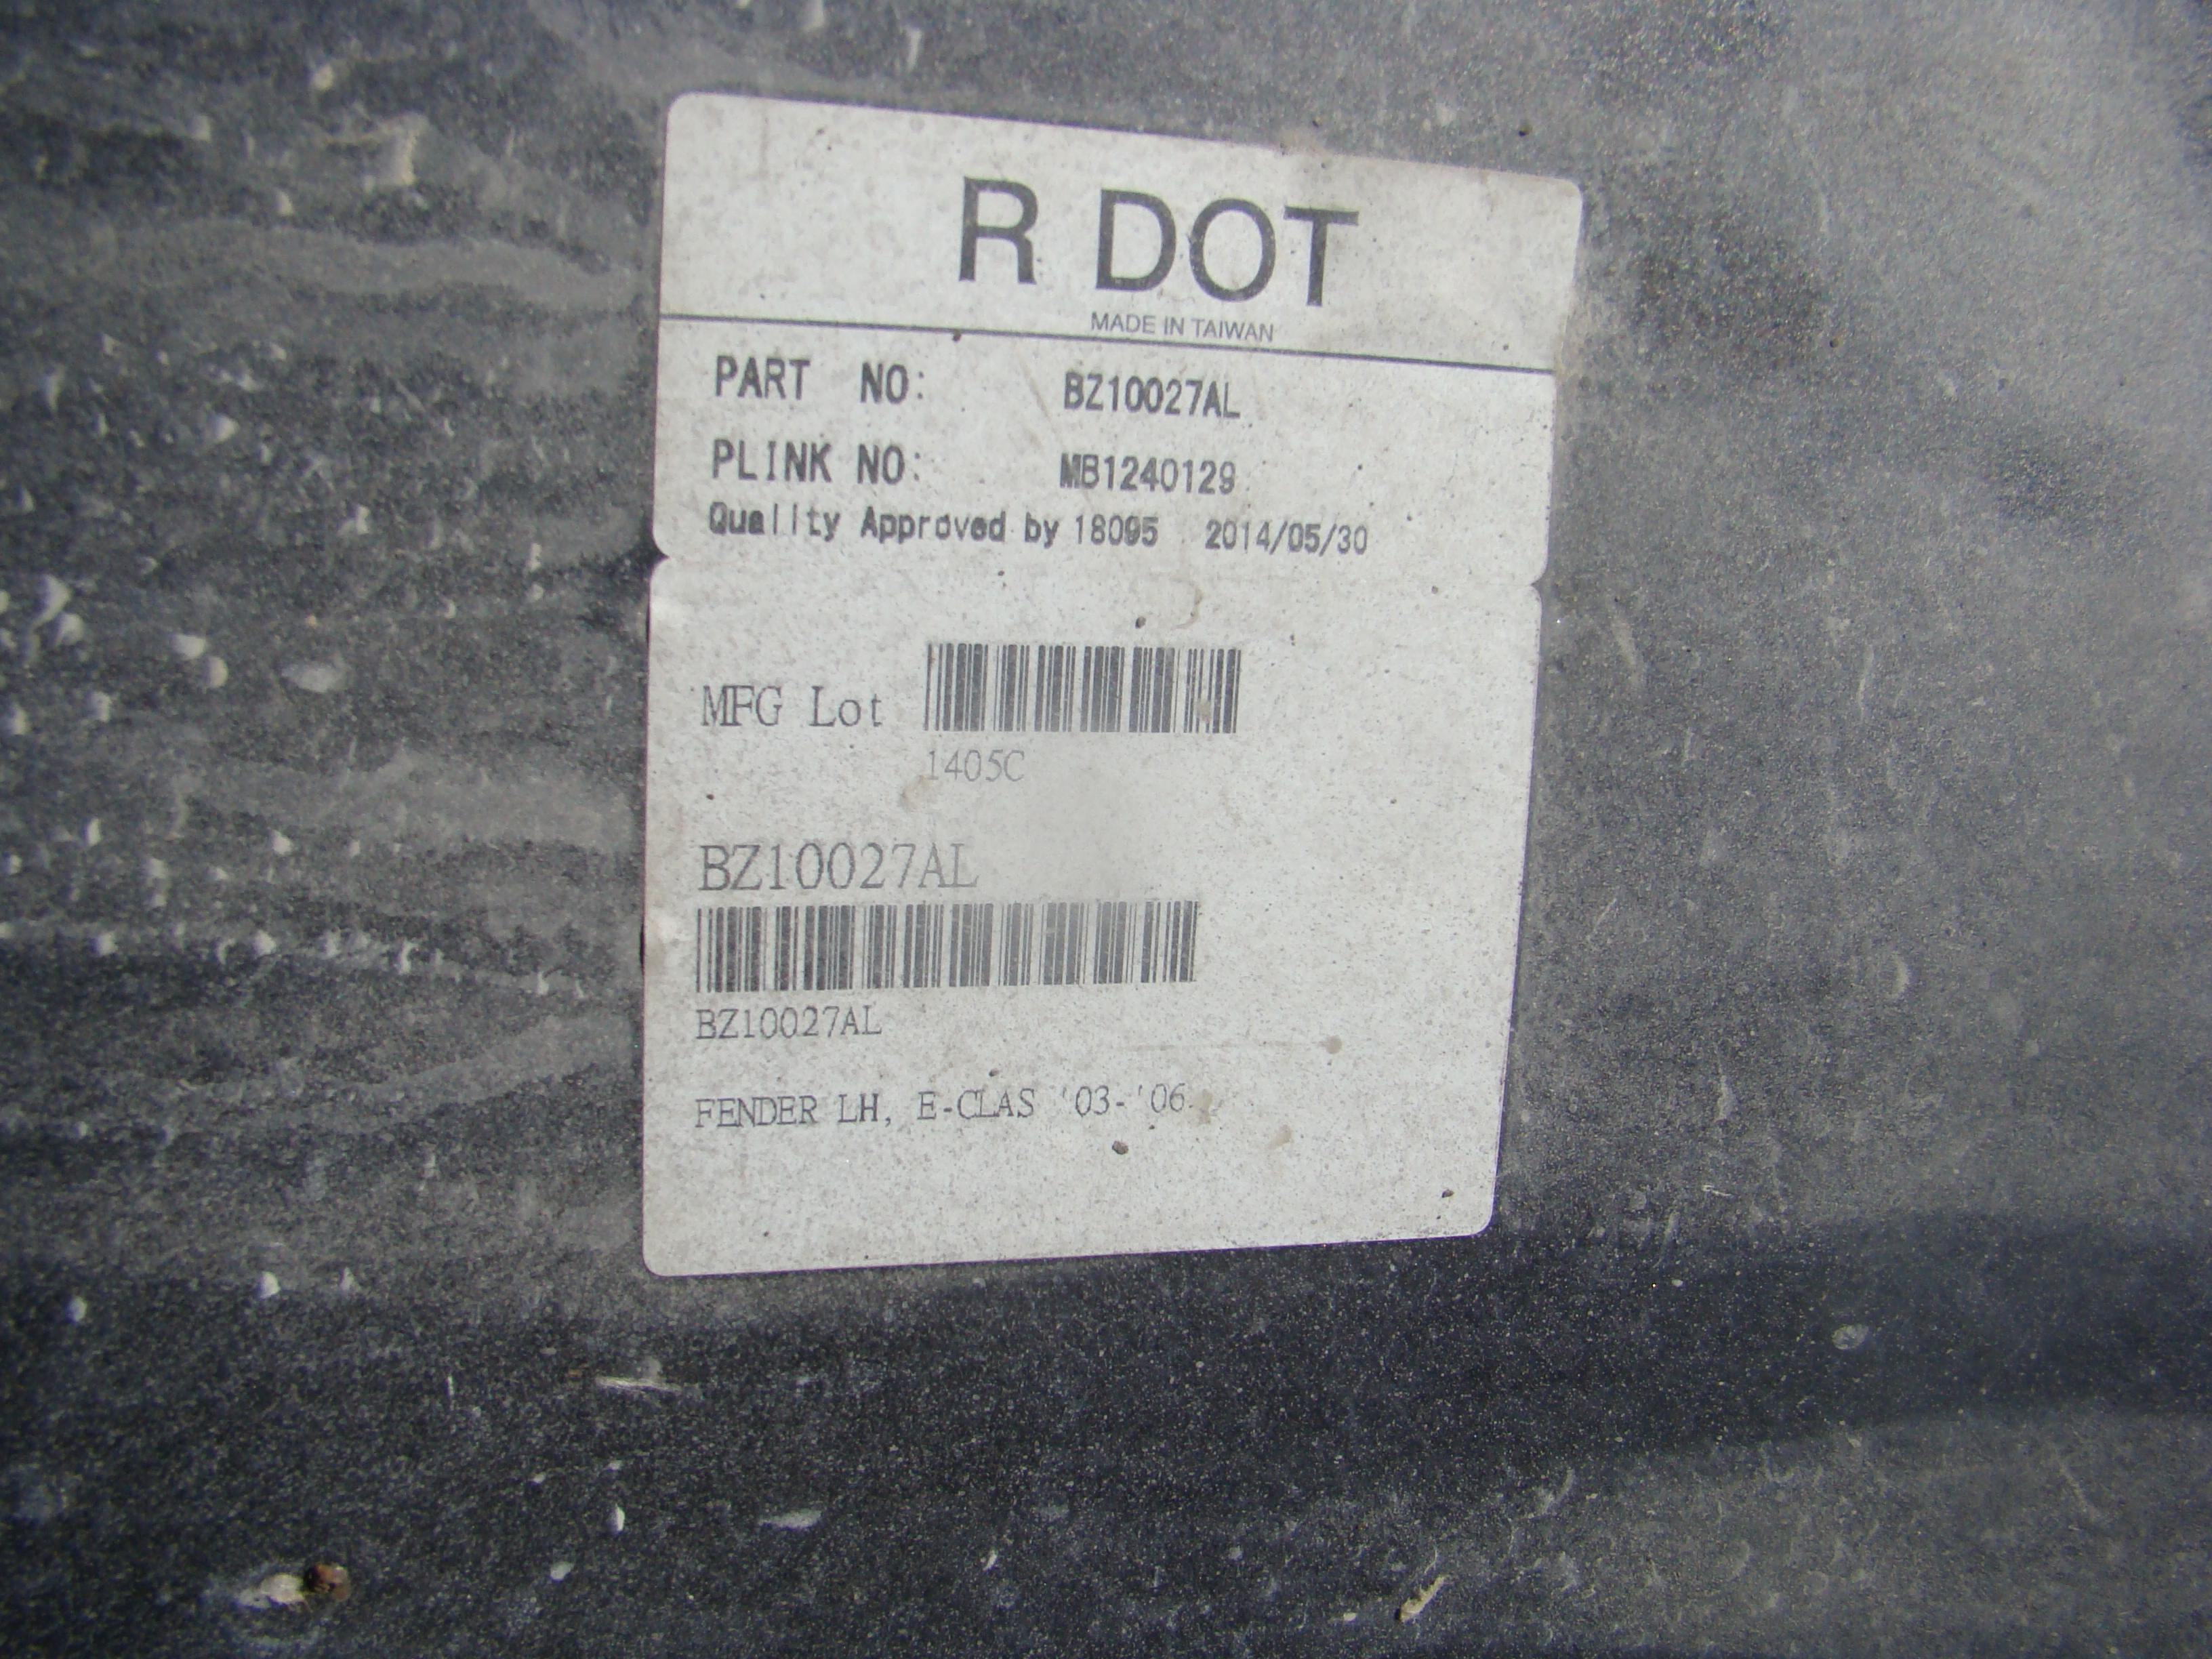 R DOT
MADE IN TAIWAN
PART NO: BZ10027AL
PLINK NO: MB1240129
Quality Approved by 18095 2014/05/30
MFG Lot
1405C
BZ10027AL
BZ10027AL
FENDER LH, E-CLAS '03-'06